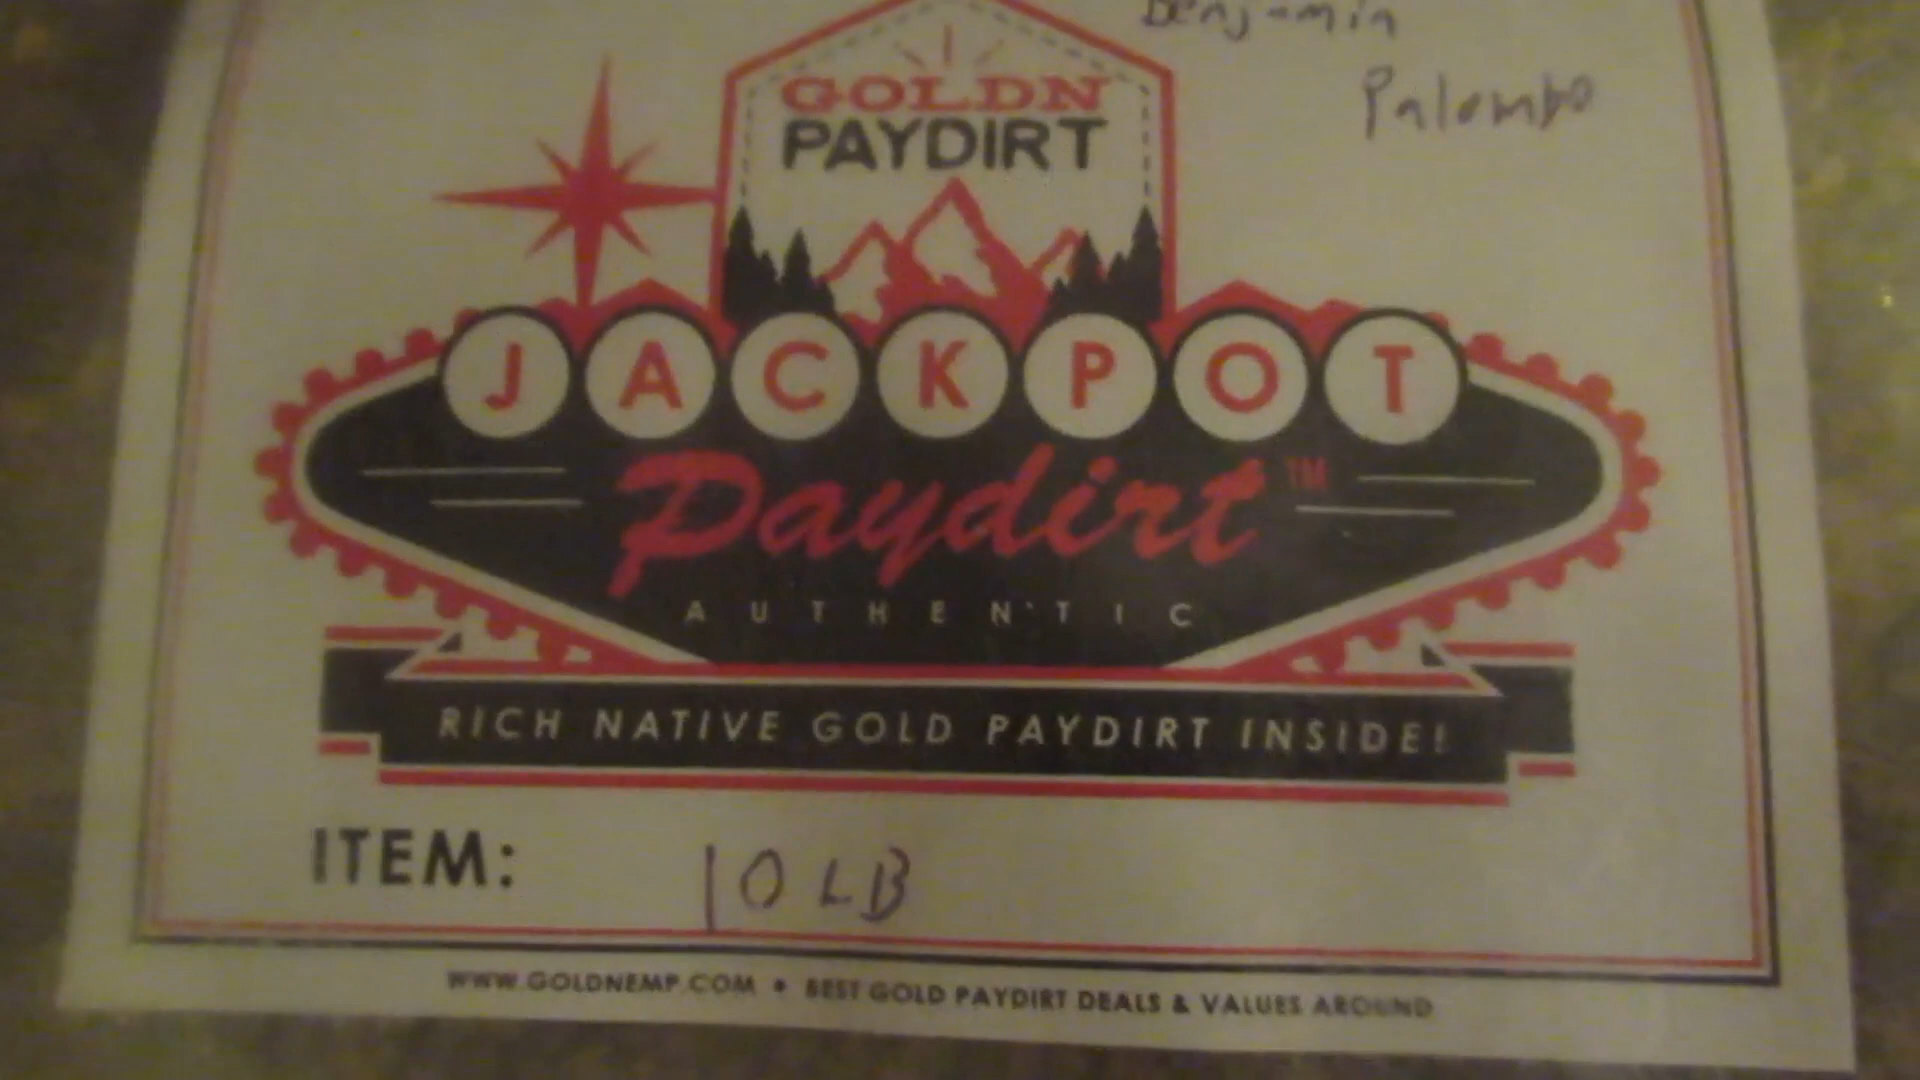 Benjamin
Palombo
GOLDN
PAYDIRT
JACKPOT
Paydirt™
AUTHENTIC
RICH NATIVE GOLD PAYDIRT INSIDE!
ITEM: 10 LB
WWW.GOLDNEMP.COM • BEST GOLD PAYDIRT DEALS & VALUES AROUND